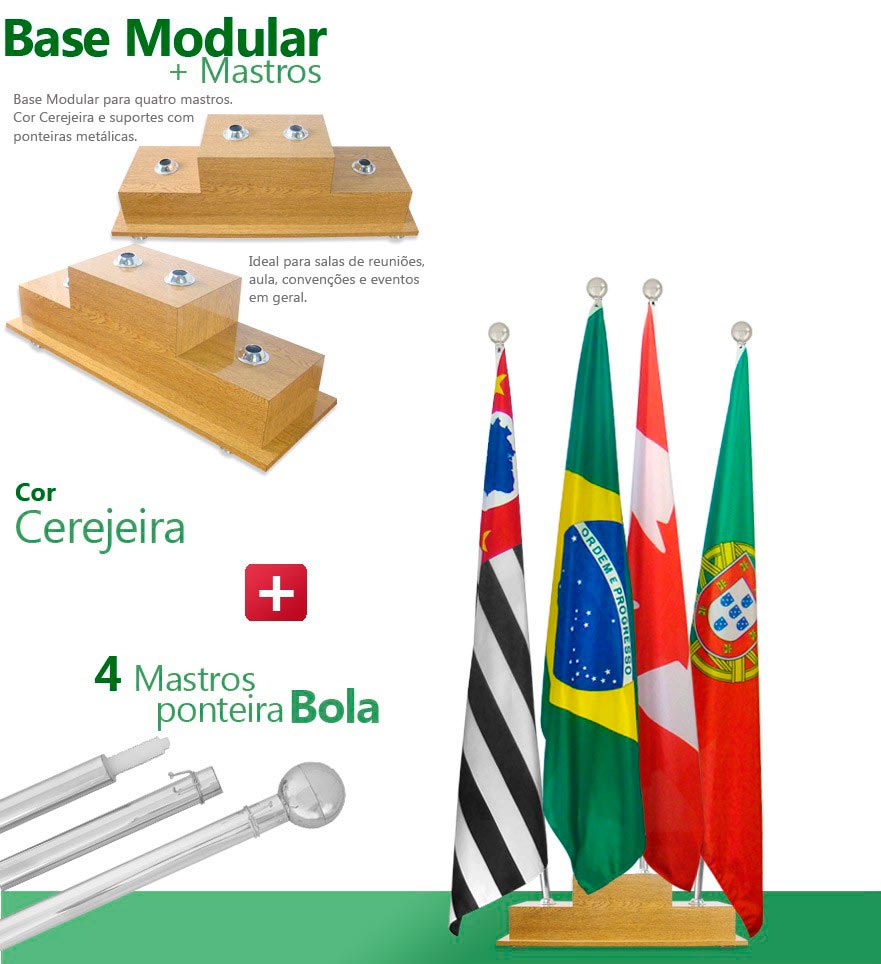 Base Modular
+ Mastros
Base Modular para quatro mastros.
Cor Cerejeira e suportes com
ponteiras metálicas.
Ideal para salas de reuniões,
aula, convenções e eventos
em geral.
Cor
Cerejeira
+
4 Mastros
ponteira Bola
ORDEM E PROGRESSO